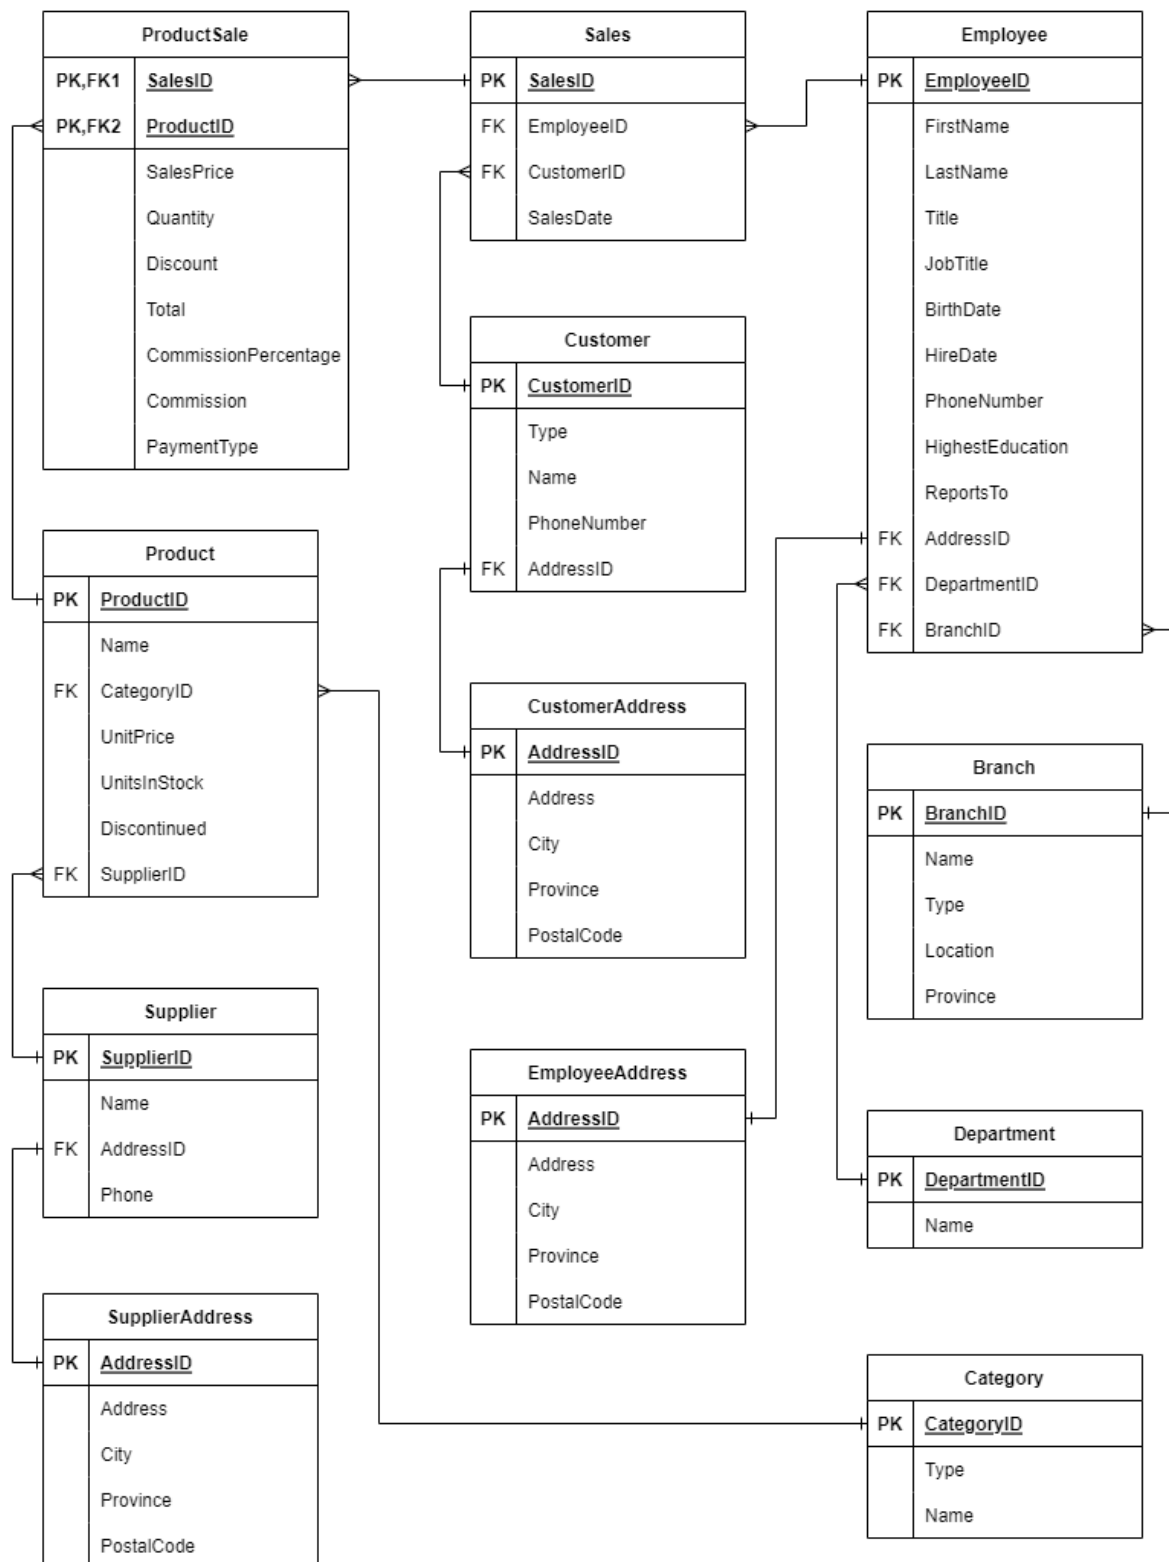 ProductSale
PK,FK1 SalesID
PK,FK2 ProductID
SalesPrice
Quantity
Discount
Total
CommissionPercentage
Commission
PaymentType
Sales
PK SalesID
FK EmployeeID
FK CustomerID
SalesDate
Employee
PK EmployeeID
FirstName
LastName
Title
JobTitle
BirthDate
HireDate
PhoneNumber
HighestEducation
ReportsTo
FK AddressID
FK DepartmentID
FK BranchID
Customer
PK CustomerID
Type
Name
PhoneNumber
FK AddressID
Product
PK ProductID
Name
FK CategoryID
UnitPrice
UnitsInStock
Discontinued
FK SupplierID
CustomerAddress
PK AddressID
Address
City
Province
PostalCode
Branch
PK BranchID
Name
Type
Location
Province
Supplier
PK SupplierID
Name
FK AddressID
Phone
EmployeeAddress
PK AddressID
Address
City
Province
PostalCode
Department
PK DepartmentID
Name
SupplierAddress
PK AddressID
Address
City
Province
PostalCode
Category
PK CategoryID
Type
Name